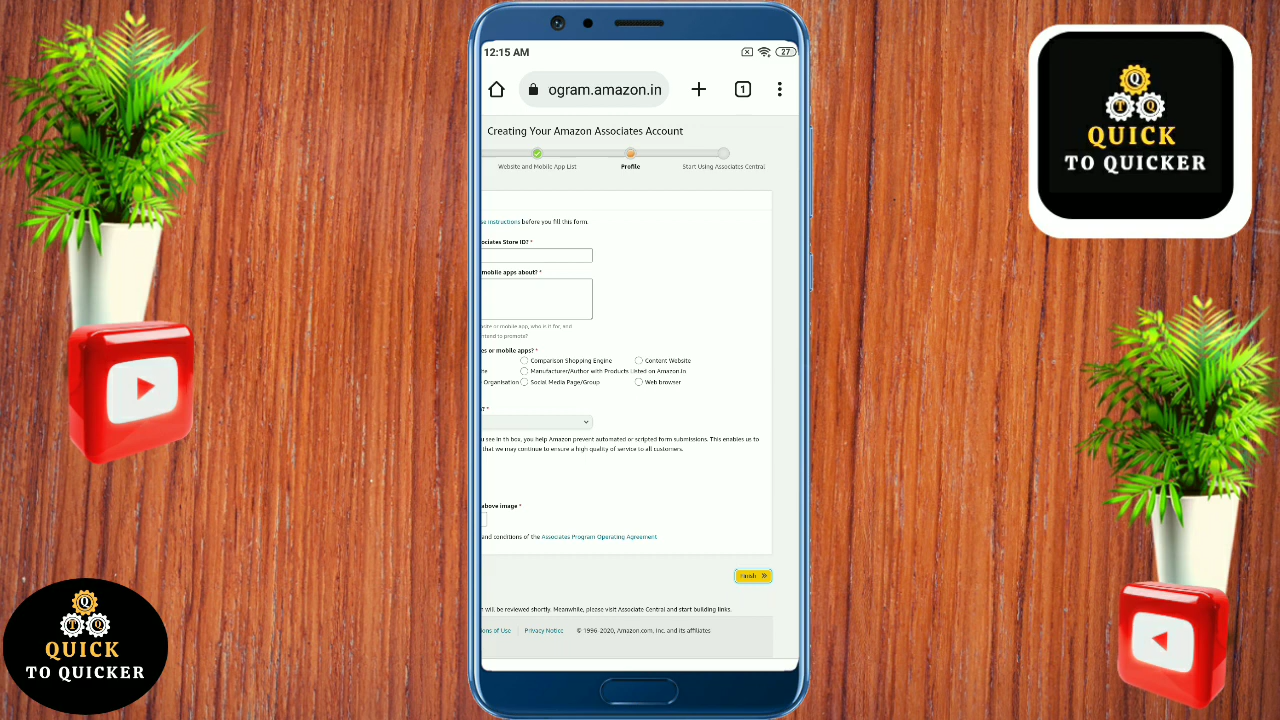 12:15 AM
27
ogram.amazon.in
1
Creating Your Amazon Associates Account
Website and Mobile App List
Profile
Start Using Associates Central
se instructions before you fill this form.
ociates Store ID? *
mobile apps about? *
site or mobile app, who is it for, and
ntend to promote?
es or mobile apps? *
Comparison Shopping Engine
Content Website
te
Manufacturer/Author with Products Listed on Amazon.in
Organisation
Social Media Page/Group
Web browser
u see in th box, you help Amazon prevent automated or scripted form submissions. This enables us to
that we may continue to ensure a high quality of service to all customers.
above image *
and conditions of the Associates Program Operating Agreement
Finish
n will be reviewed shortly. Meanwhile, please visit Associate Central and start building links.
ons of Use | Privacy Notice © 1996-2020, Amazon.com, Inc. and its affiliates
T Q Q
QUICK
TO QUICKER
Q
T Q
QUICK
TO QUICKER